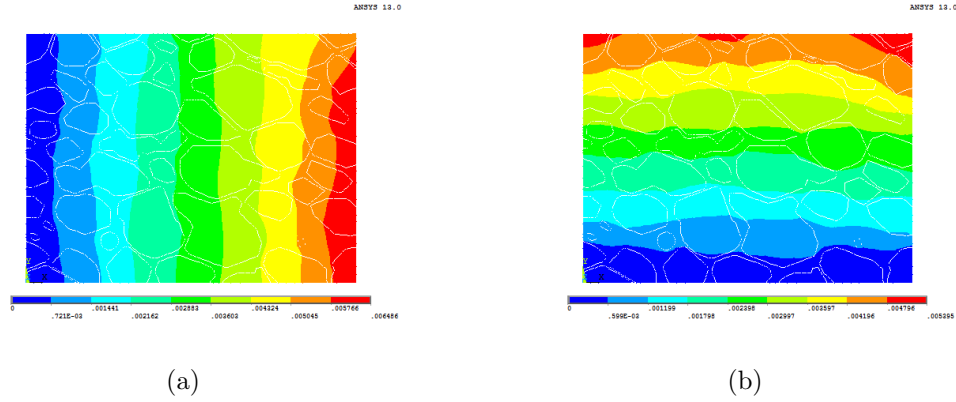 ANSYS 13.0
ANSYS 13.0
Y
X
0 .001441 .002883 .004324 .005766
.721E-03 .002162 .003603 .005045 .006486
X
0 .001199 .002398 .003597 .004796
.599E-03 .001798 .002997 .004196 .005395
(a) (b)